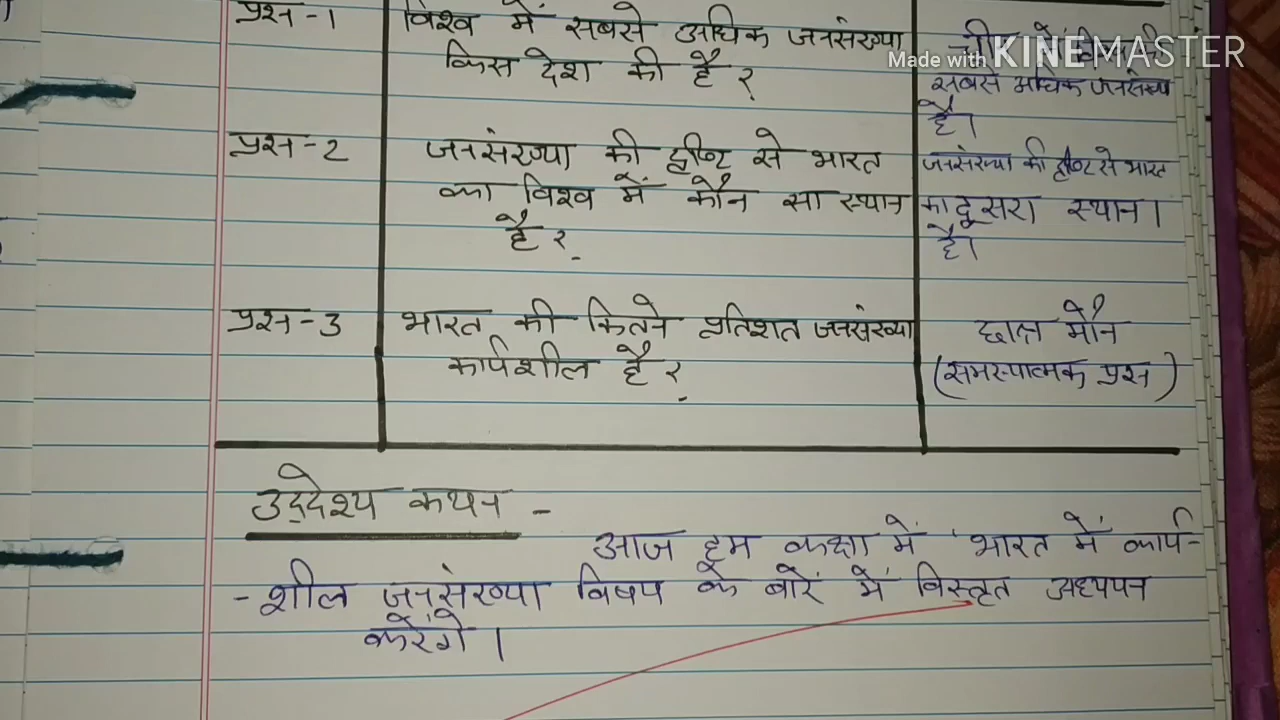 प्रश्न-1
विश्व में सबसे अधिक जनसंख्या
किस देश की है?
Made with KINEMASTER
सबसे अधिक जनसंख्या
है।
प्रश्न-2
जनसंख्या की दृष्टि से भारत
का विश्व में कौन सा स्थान
है?
जनसंख्या की दृष्टि से भारत
का दूसरा स्थान।
है।
प्रश्न-3
भारत की कितने प्रतिशत जनसंख्या
कार्यशील है?
छात्र मौन
(समस्यात्मक प्रश्न)
उद्देश्य कथन -
आज हम कक्षा में 'भारत में कार्य-
-शील जनसंख्या विषय के बारें में विस्तृत अध्ययन
करेंगे।